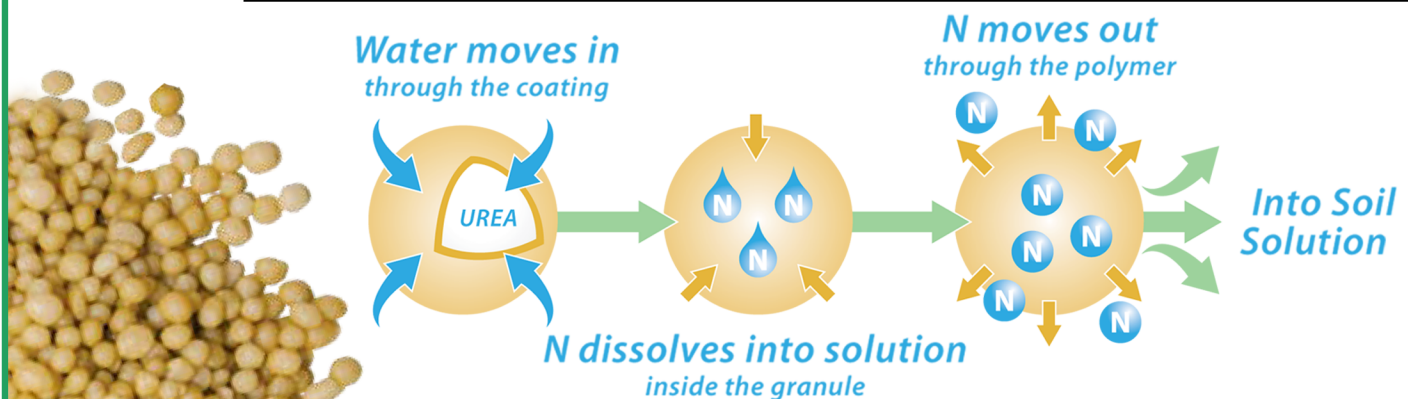 Water moves in
through the coating
UREA
N dissolves into solution
inside the granule
N
N
N
N moves out
through the polymer
N
N
N
N
N
N
N
Into Soil
Solution